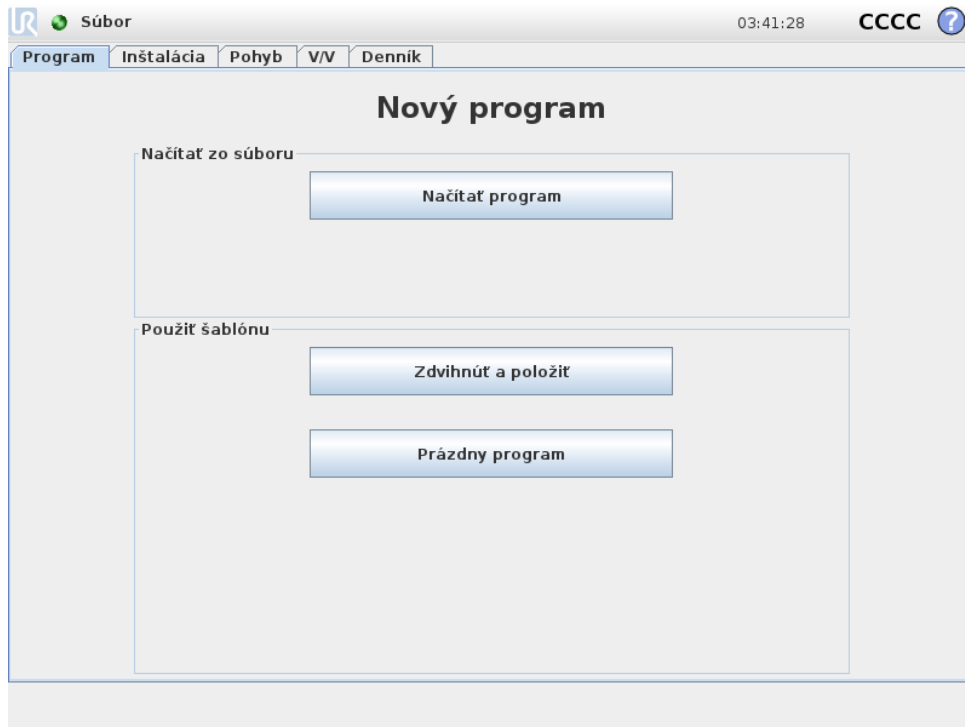 UR Súbor 03:41:28 CCCC ?
Program Inštalácia Pohyb V/V Denník
Nový program
Načítať zo súboru
Načítať program
Použiť šablónu
Zdvihnúť a položiť
Prázdny program